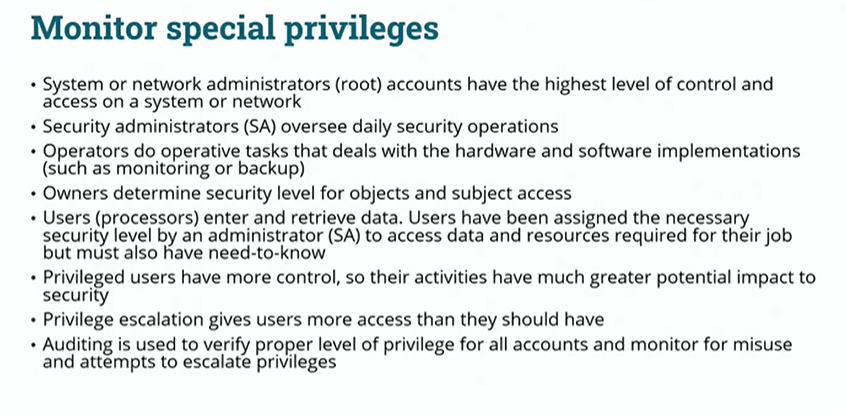 Monitor special privileges
• System or network administrators (root) accounts have the highest level of control and
access on a system or network
• Security administrators (SA) oversee daily security operations
• Operators do operative tasks that deals with the hardware and software implementations
(such as monitoring or backup)
• Owners determine security level for objects and subject access
• Users (processors) enter and retrieve data. Users have been assigned the necessary
security level by an administrator (SA) to access data and resources required for their job
but must also have need-to-know
• Privileged users have more control, so their activities have much greater potential impact to
security
• Privilege escalation gives users more access than they should have
• Auditing is used to verify proper level of privilege for all accounts and monitor for misuse
and attempts to escalate privileges